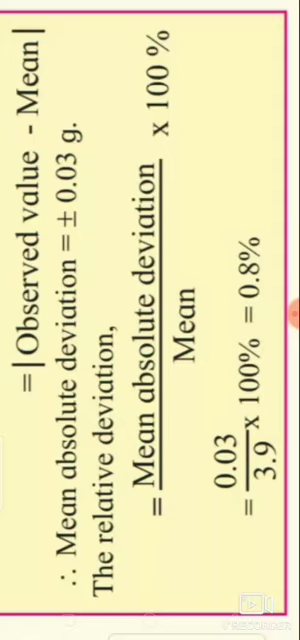 = | Observed value - Mean |
∴ Mean absolute deviation = ± 0.03 g.
The relative deviation,
= Mean absolute deviation / Mean x 100 %
= 0.03 / 3.9 x 100% = 0.8%
RECORDER